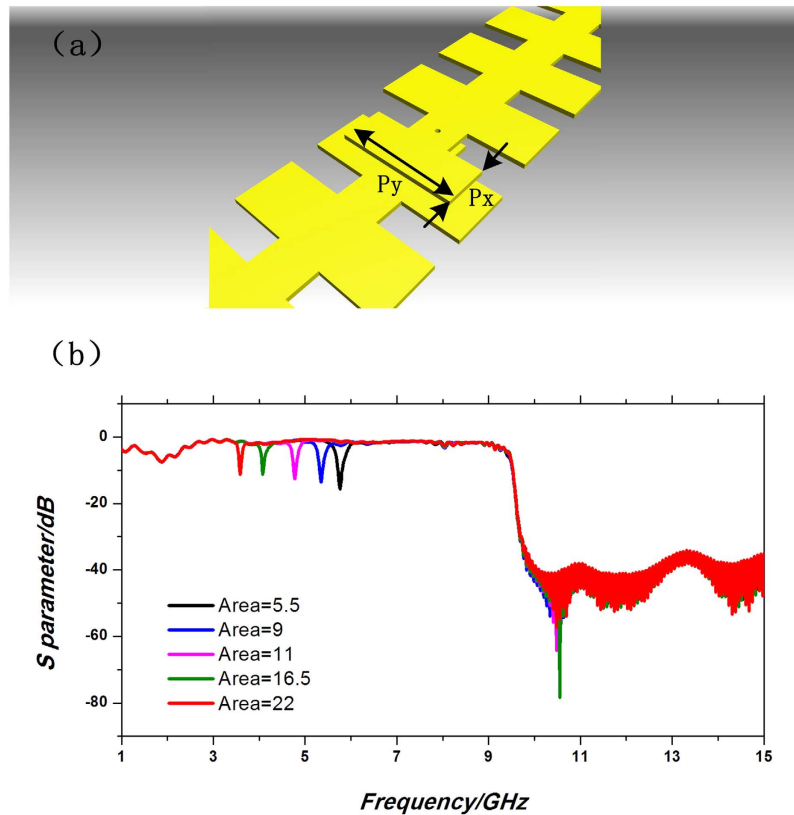 (a)
Py
Px
(b)
S parameter/dB
0
-20
-40
-60
-80
Area=5.5
Area=9
Area=11
Area=16.5
Area=22
1 3 5 7 9 11 13 15
Frequency/GHz